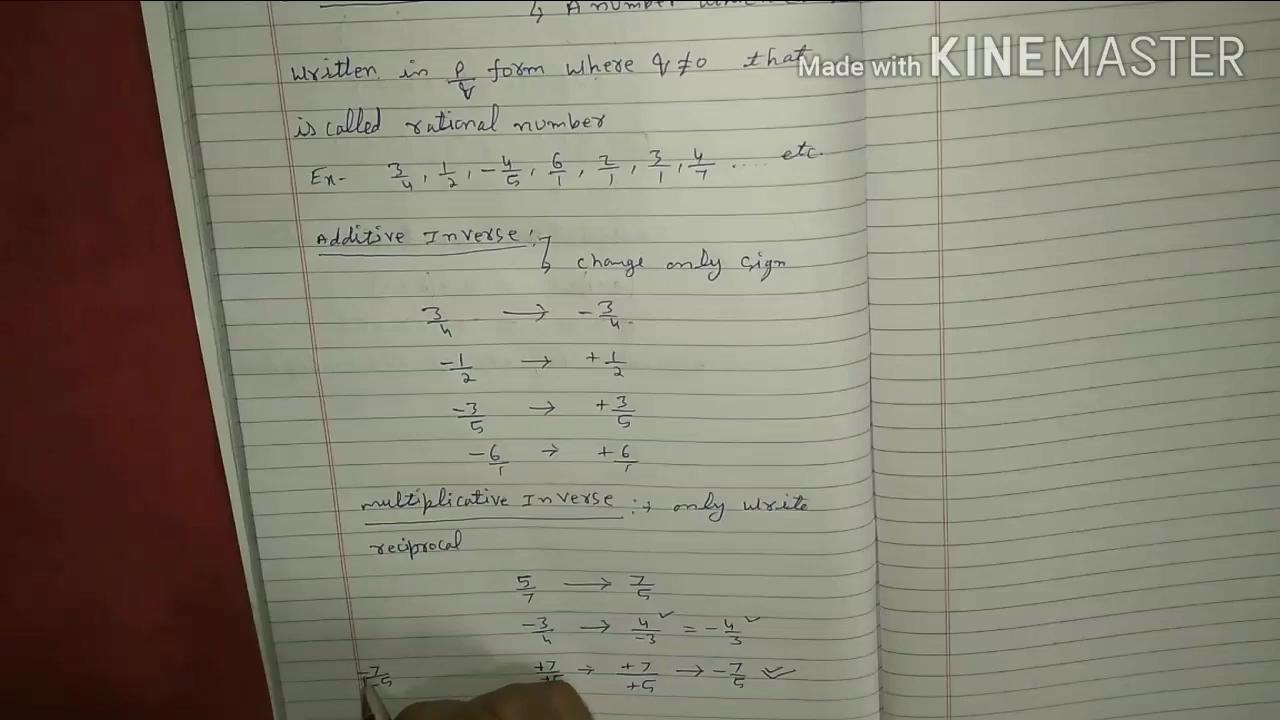 ↳ A number
written in p/q form where q ≠ 0 that
Made with KINEMASTER
is called rational number
Ex- 3/4, 1/2, -4/5, 6/1, 2/1, 3/1, 4/7 .... etc.
Additive Inverse :-
↳ change only sign
3/4 → -3/4
-1/2 → +1/2
-3/5 → +3/5
-6/1 → +6/1
multiplicative Inverse :→ only write
reciprocal
5/7 → 7/5
-3/4 → 4/-3 ✓ = -4/3 ✓
→ +7/+5 → -7/5